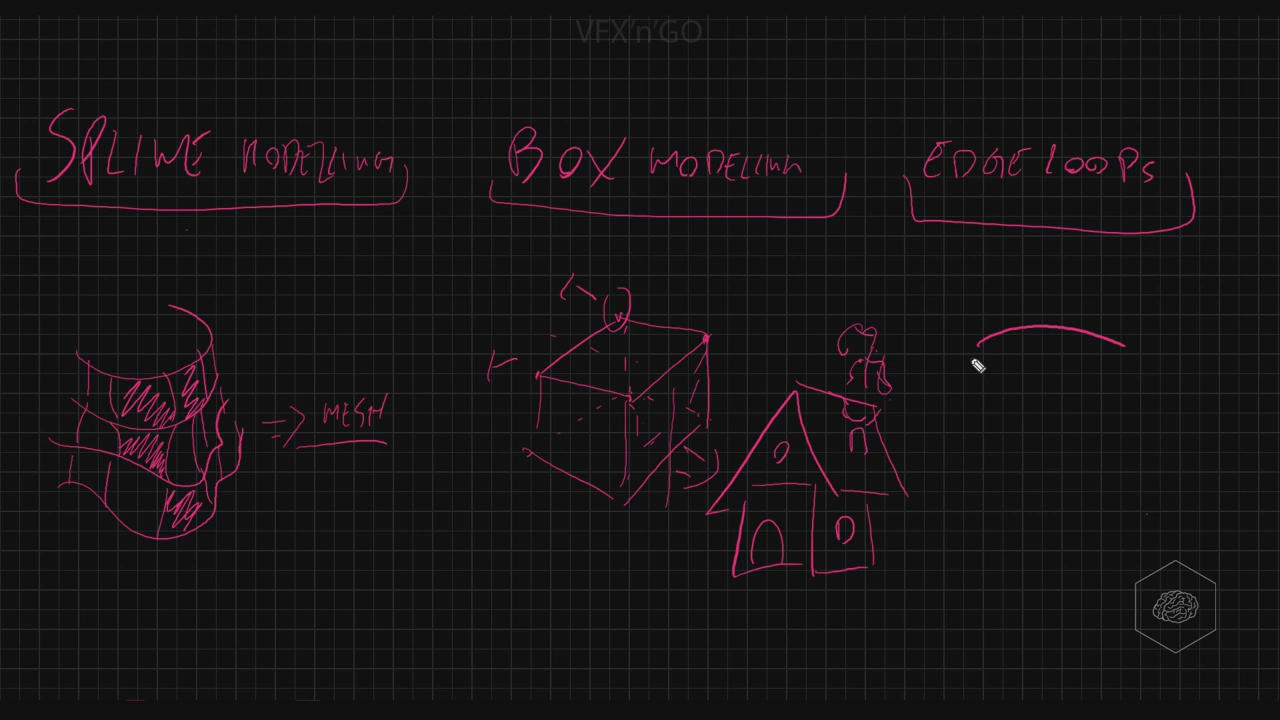 VFX'n'GO
SPLINE MODELLING
BOX MODELLING
EDGE LOOPS
=> MESH